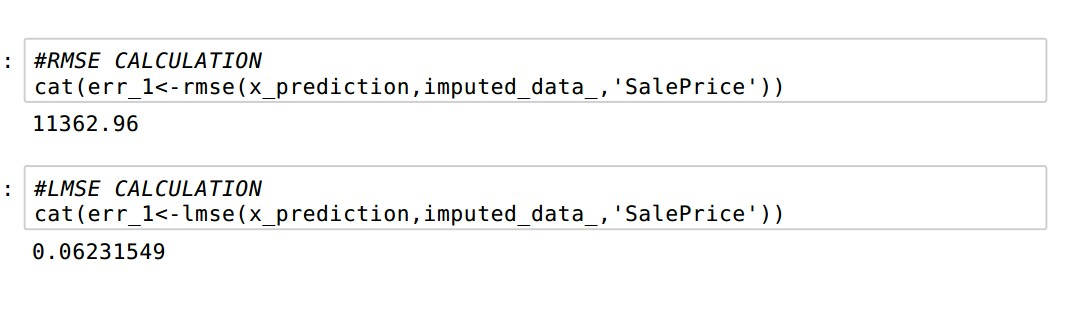 : #RMSE CALCULATION
cat(err_1<-rmse(x_prediction,imputed_data_,'SalePrice'))
11362.96
: #LMSE CALCULATION
cat(err_1<-lmse(x_prediction,imputed_data_,'SalePrice'))
0.06231549